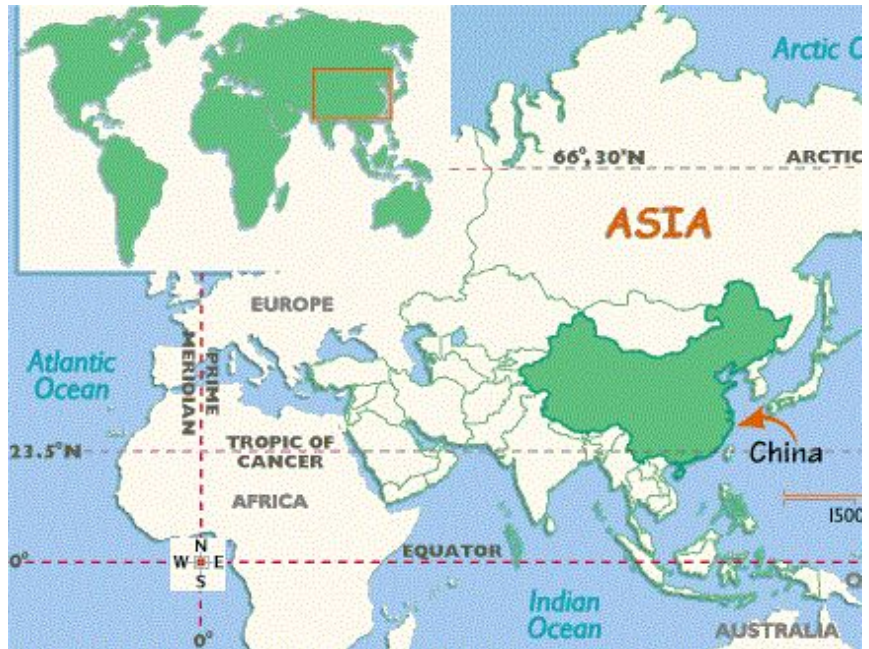 Arctic O
66°, 30"N
ARCTIC
ASIA
EUROPE
Atlantic
Ocean
PRIME
MERIDIAN
23.5°N
TROPIC OF
CANCER
China
AFRICA
1500
N
W E
S
0°
EQUATOR
O
Indian
Ocean
AUSTRALIA
0°